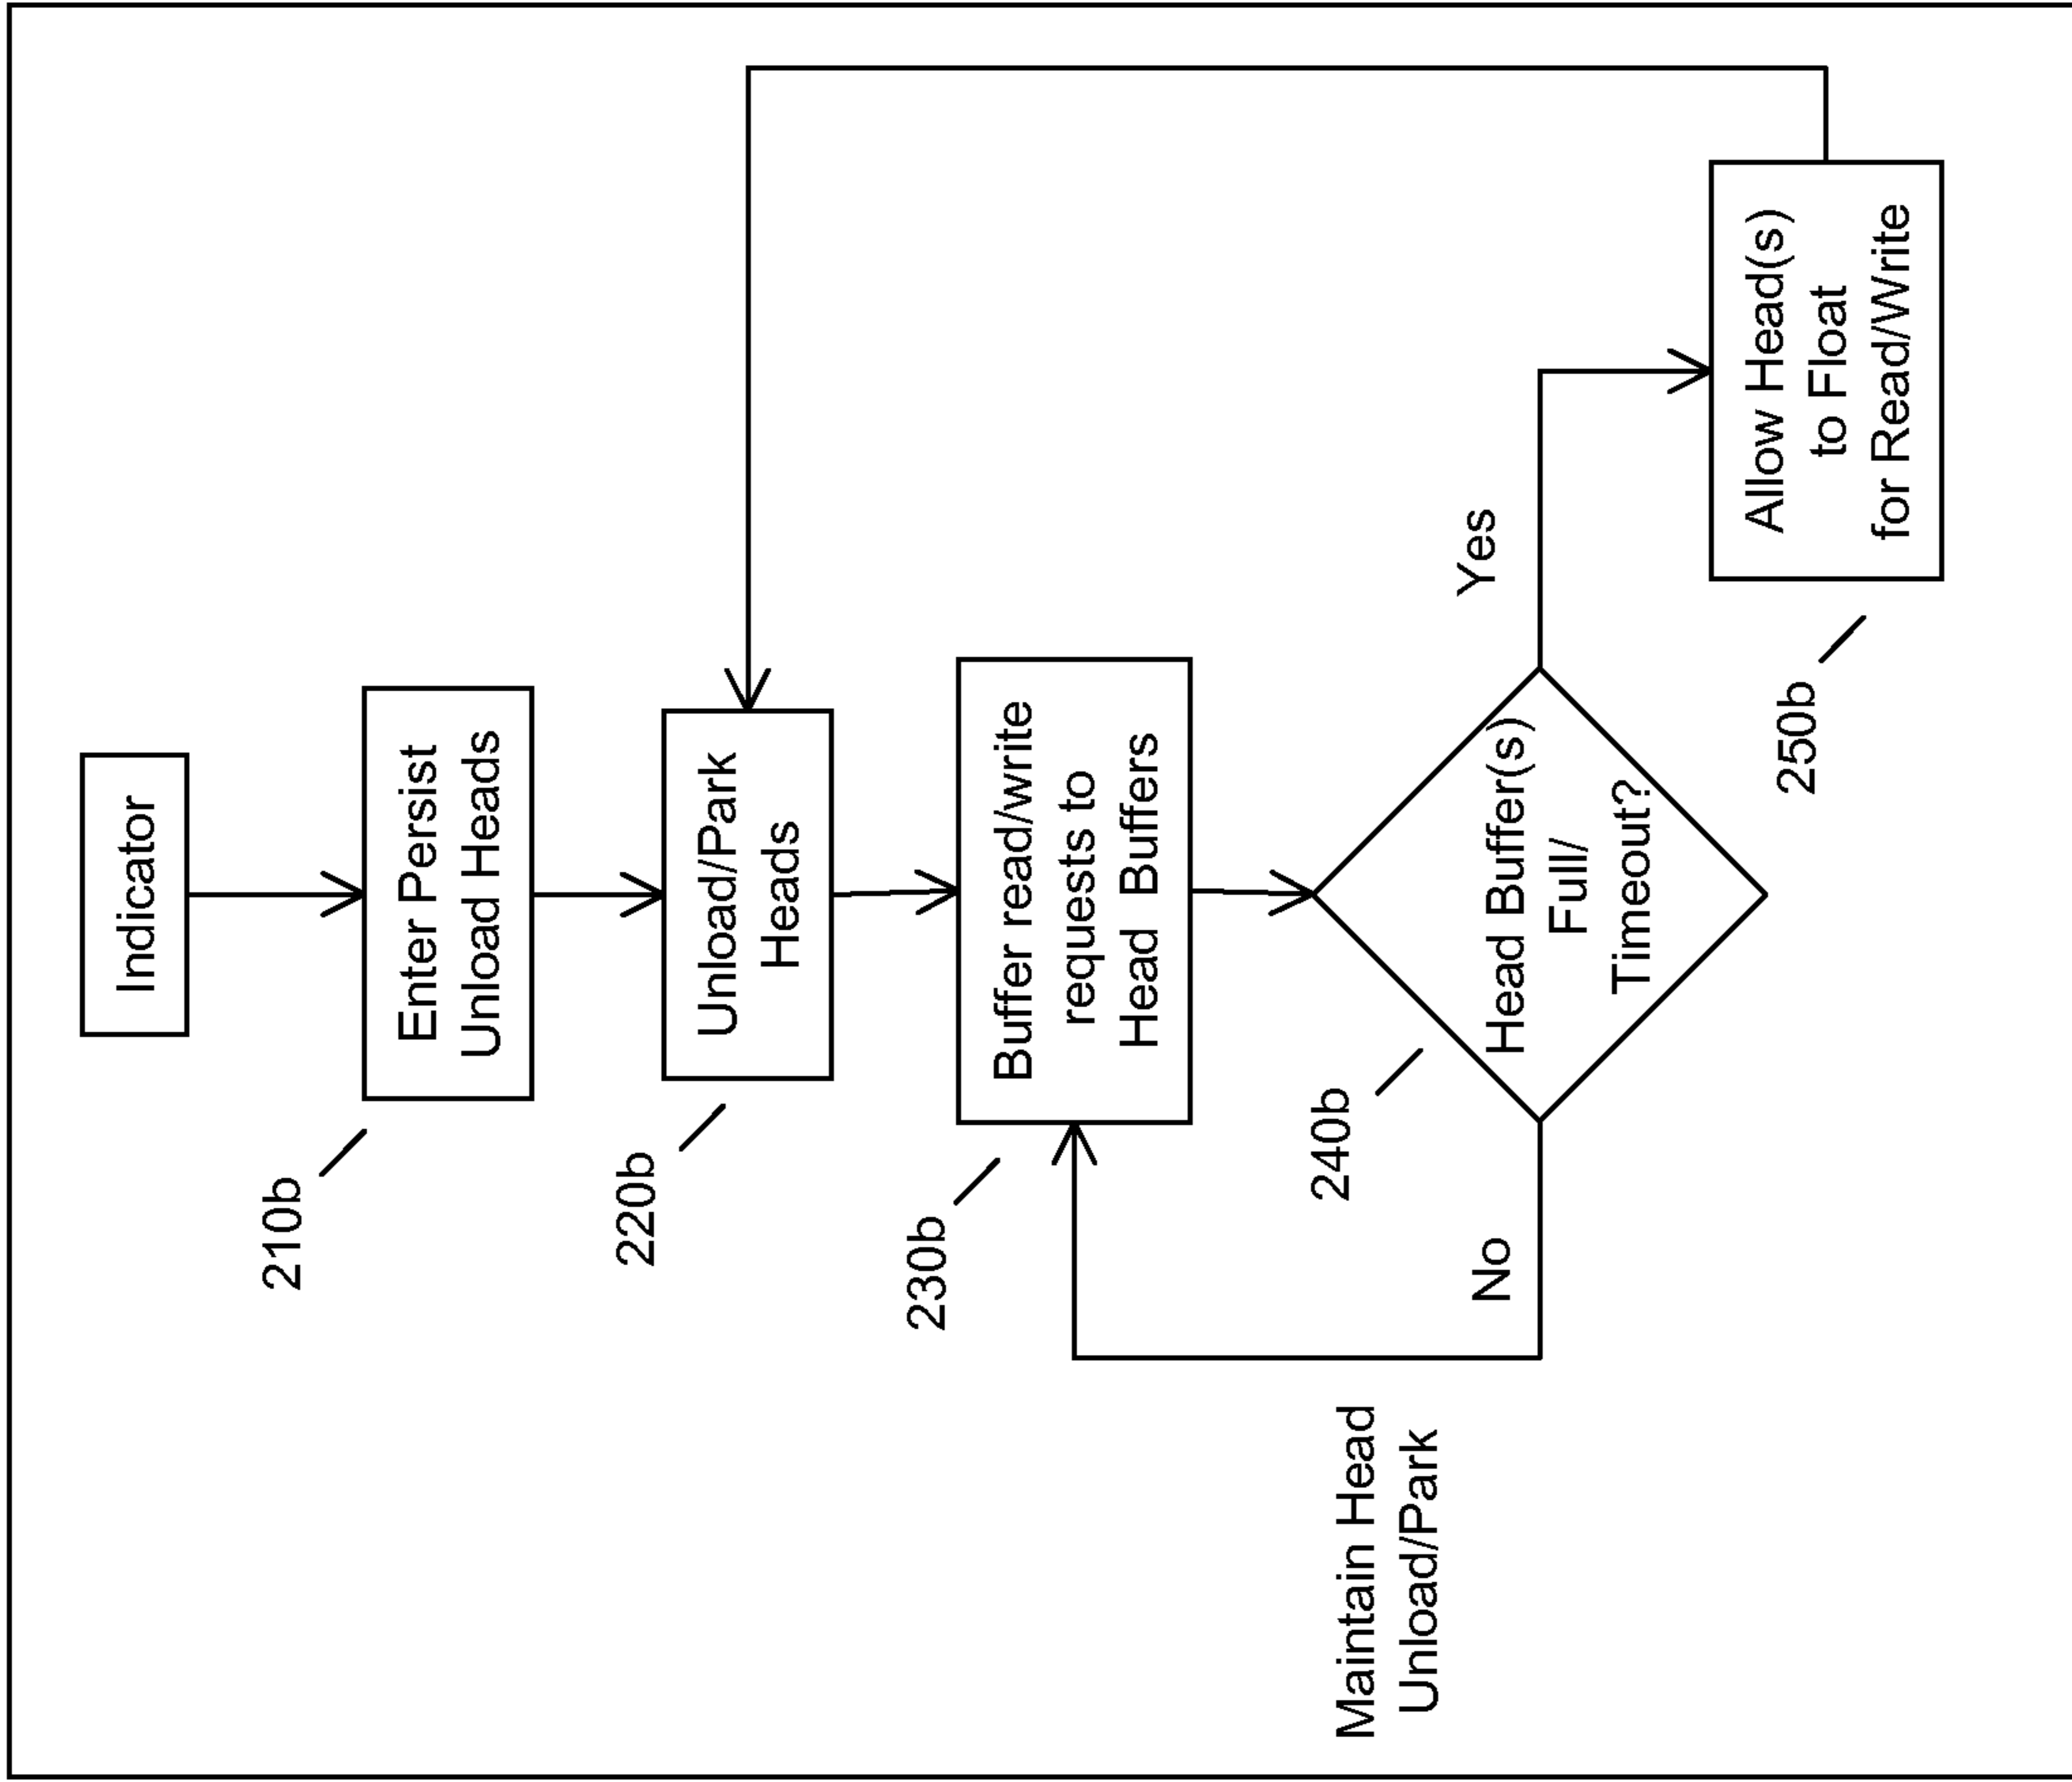 Indicator
210b
Enter Persist
Unload Heads
220b
Unload/Park
Heads
230b
Buffer read/write
requests to
Head Buffers
240b
Head Buffer(s)
Full/
Timeout?
No
Yes
Maintain Head
Unload/Park
250b
Allow Head(s)
to Float
for Read/Write